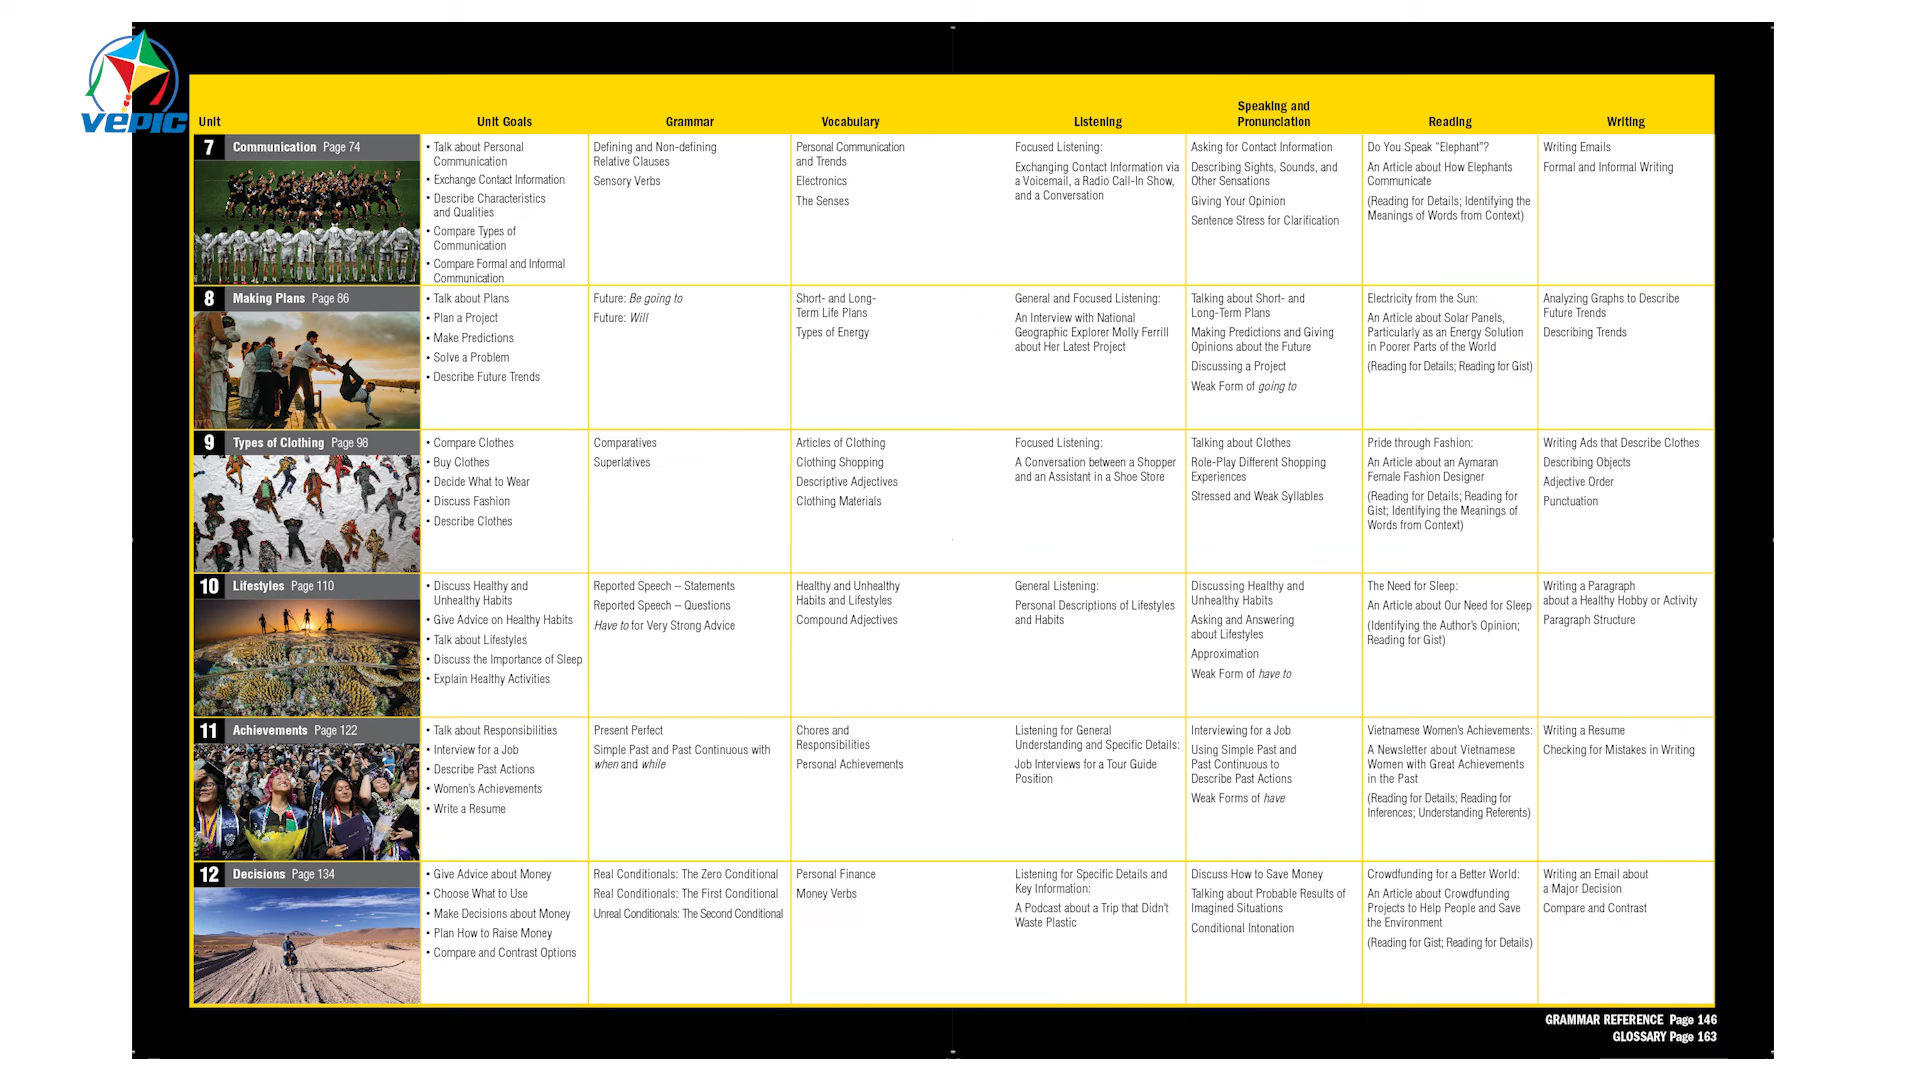 vepic
Unit
Unit Goals
Grammar
Vocabulary
Listening
Speaking and
Pronunciation
Reading
Writing
7 Communication Page 74
• Talk about Personal
Communication
• Exchange Contact Information
• Describe Characteristics
and Qualities
• Compare Types of
Communication
• Compare Formal and Informal
Communication
Defining and Non-defining
Relative Clauses
Sensory Verbs
Personal Communication
and Trends
Electronics
The Senses
Focused Listening:
Exchanging Contact Information via
a Voicemail, a Radio Call-In Show,
and a Conversation
Asking for Contact Information
Describing Sights, Sounds, and
Other Sensations
Giving Your Opinion
Sentence Stress for Clarification
Do You Speak “Elephant”?
An Article about How Elephants
Communicate
(Reading for Details; Identifying the
Meanings of Words from Context)
Writing Emails
Formal and Informal Writing
8 Making Plans Page 86
• Talk about Plans
• Plan a Project
• Make Predictions
• Solve a Problem
• Describe Future Trends
Future: Be going to
Future: Will
Short- and Long-
Term Life Plans
Types of Energy
General and Focused Listening:
An Interview with National
Geographic Explorer Molly Ferrill
about Her Latest Project
Talking about Short- and
Long-Term Plans
Making Predictions and Giving
Opinions about the Future
Discussing a Project
Weak Form of going to
Electricity from the Sun:
An Article about Solar Panels,
Particularly as an Energy Solution
in Poorer Parts of the World
(Reading for Details; Reading for Gist)
Analyzing Graphs to Describe
Future Trends
Describing Trends
9 Types of Clothing Page 98
• Compare Clothes
• Buy Clothes
• Decide What to Wear
• Discuss Fashion
• Describe Clothes
Comparatives
Superlatives
Articles of Clothing
Clothing Shopping
Descriptive Adjectives
Clothing Materials
Focused Listening:
A Conversation between a Shopper
and an Assistant in a Shoe Store
Talking about Clothes
Role-Play Different Shopping
Experiences
Stressed and Weak Syllables
Pride through Fashion:
An Article about an Aymaran
Female Fashion Designer
(Reading for Details; Reading for
Gist; Identifying the Meanings of
Words from Context)
Writing Ads that Describe Clothes
Describing Objects
Adjective Order
Punctuation
10 Lifestyles Page 110
• Discuss Healthy and
Unhealthy Habits
• Give Advice on Healthy Habits
• Talk about Lifestyles
• Discuss the Importance of Sleep
• Explain Healthy Activities
Reported Speech – Statements
Reported Speech – Questions
Have to for Very Strong Advice
Healthy and Unhealthy
Habits and Lifestyles
Compound Adjectives
General Listening:
Personal Descriptions of Lifestyles
and Habits
Discussing Healthy and
Unhealthy Habits
Asking and Answering
about Lifestyles
Approximation
Weak Form of have to
The Need for Sleep:
An Article about Our Need for Sleep
(Identifying the Author’s Opinion;
Reading for Gist)
Writing a Paragraph
about a Healthy Hobby or Activity
Paragraph Structure
11 Achievements Page 122
• Talk about Responsibilities
• Interview for a Job
• Describe Past Actions
• Women’s Achievements
• Write a Resume
Present Perfect
Simple Past and Past Continuous with
when and while
Chores and
Responsibilities
Personal Achievements
Listening for General
Understanding and Specific Details:
Job Interviews for a Tour Guide
Position
Interviewing for a Job
Using Simple Past and
Past Continuous to
Describe Past Actions
Weak Forms of have
Vietnamese Women’s Achievements:
A Newsletter about Vietnamese
Women with Great Achievements
in the Past
(Reading for Details; Reading for
Inferences; Understanding Referents)
Writing a Resume
Checking for Mistakes in Writing
12 Decisions Page 134
• Give Advice about Money
• Choose What to Use
• Make Decisions about Money
• Plan How to Raise Money
• Compare and Contrast Options
Real Conditionals: The Zero Conditional
Real Conditionals: The First Conditional
Unreal Conditionals: The Second Conditional
Personal Finance
Money Verbs
Listening for Specific Details and
Key Information:
A Podcast about a Trip that Didn’t
Waste Plastic
Discuss How to Save Money
Talking about Probable Results of
Imagined Situations
Conditional Intonation
Crowdfunding for a Better World:
An Article about Crowdfunding
Projects to Help People and Save
the Environment
(Reading for Gist; Reading for Details)
Writing an Email about
a Major Decision
Compare and Contrast
GRAMMAR REFERENCE Page 146
GLOSSARY Page 163